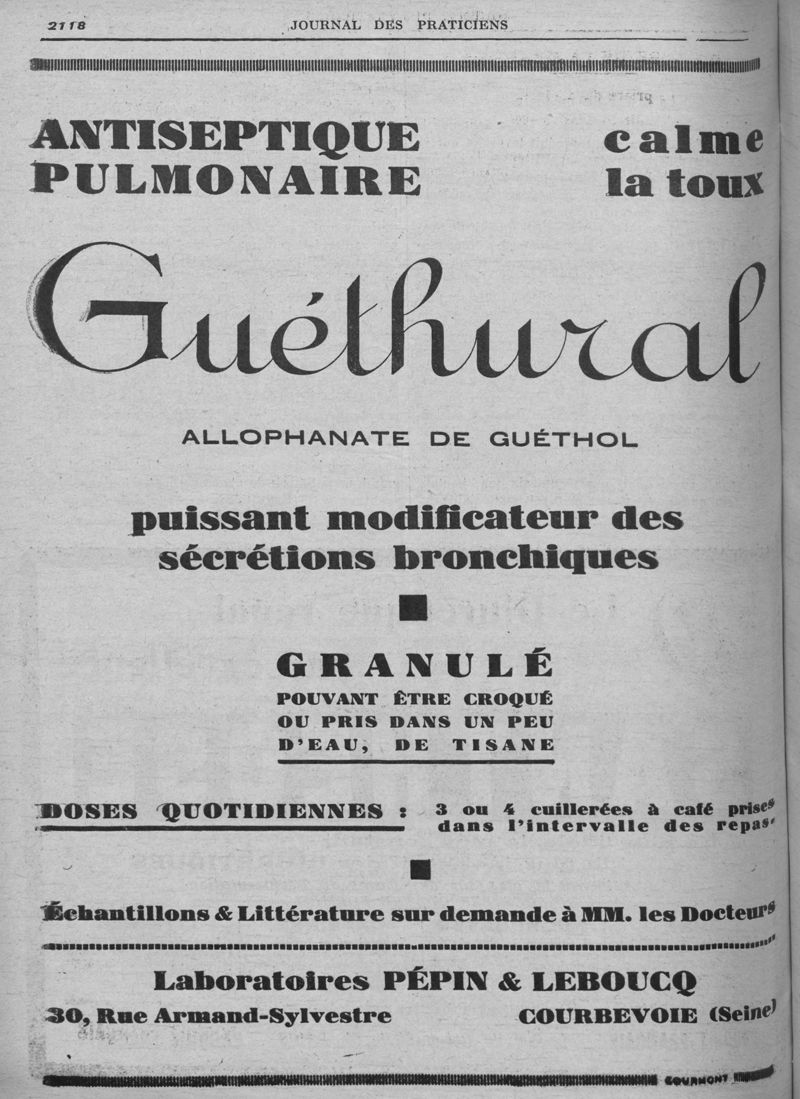 2118
JOURNAL DES PRATICIENS
ANTISEPTIQUE
PULMONAIRE
calme
la toux
Guéthural
ALLOPHANATE DE GUÉTHOL
puissant modificateur des
sécrétions bronchiques
GRANULÉ
POUVANT ÊTRE CROQUÉ
OU PRIS DANS UN PEU
D'EAU, DE TISANE
DOSES QUOTIDIENNES :
3 ou 4 cuillerées à café prises
dans l'intervalle des repas.
Échantillons & Littérature sur demande à MM. les Docteurs
Laboratoires PÉPIN & LEBOUCQ
30, Rue Armand-Sylvestre
COURBEVOIE (Seine)
GOURMONT